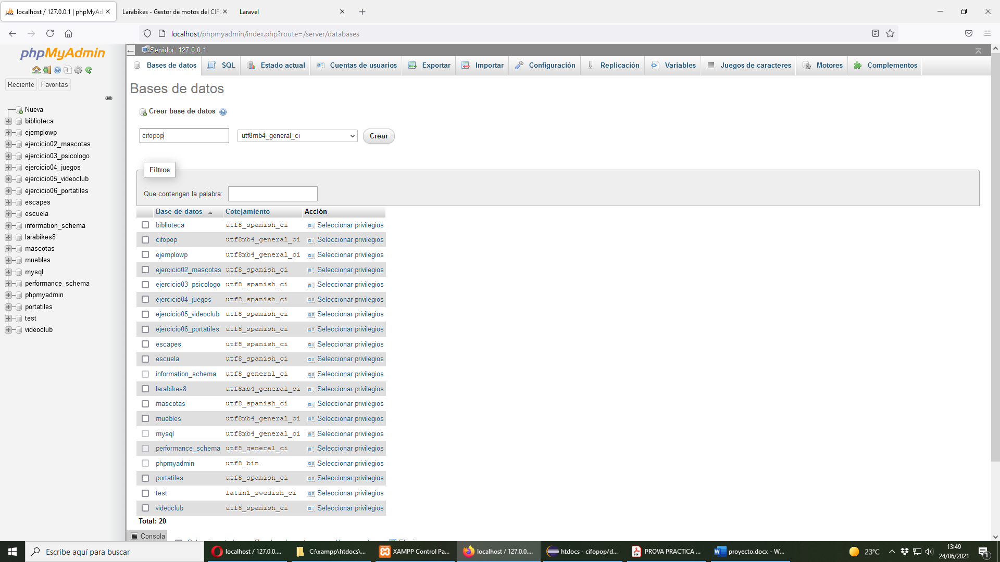 localhost / 127.0.0.1 | phpMyAd
Larabikes - Gestor de motos del CIFO
Laravel
localhost/phpmyadmin/index.php?route=/server/databases
phpMyAdmin
Reciente
Favoritas
Nueva
biblioteca
ejemplowp
ejercicio02_mascotas
ejercicio03_psicologo
ejercicio04_juegos
ejercicio05_videoclub
ejercicio06_portatiles
escapes
escuela
information_schema
larabikes8
mascotas
muebles
mysql
performance_schema
phpmyadmin
portatiles
test
videoclub
Servidor: 127.0.0.1
Bases de datos
SQL
Estado actual
Cuentas de usuarios
Exportar
Importar
Configuración
Replicación
Variables
Juegos de caracteres
Motores
Complementos
Bases de datos
Crear base de datos
cifopop
utf8mb4_general_ci
Crear
Filtros
Que contengan la palabra:
Base de datos Cotejamiento Acción
biblioteca utf8_spanish_ci Seleccionar privilegios
cifopop utf8mb4_general_ci Seleccionar privilegios
ejemplowp utf8mb4_general_ci Seleccionar privilegios
ejercicio02_mascotas utf8_spanish_ci Seleccionar privilegios
ejercicio03_psicologo utf8_spanish_ci Seleccionar privilegios
ejercicio04_juegos utf8_spanish_ci Seleccionar privilegios
ejercicio05_videoclub utf8_spanish_ci Seleccionar privilegios
ejercicio06_portatiles utf8_spanish_ci Seleccionar privilegios
escapes utf8_spanish_ci Seleccionar privilegios
escuela utf8_spanish_ci Seleccionar privilegios
information_schema utf8_general_ci Seleccionar privilegios
larabikes8 utf8mb4_general_ci Seleccionar privilegios
mascotas utf8_spanish_ci Seleccionar privilegios
muebles utf8mb4_general_ci Seleccionar privilegios
mysql utf8mb4_general_ci Seleccionar privilegios
performance_schema utf8_general_ci Seleccionar privilegios
phpmyadmin utf8_bin Seleccionar privilegios
portatiles utf8_spanish_ci Seleccionar privilegios
test latin1_swedish_ci Seleccionar privilegios
videoclub utf8_spanish_ci Seleccionar privilegios
Total: 20
Consola
Escribe aquí para buscar
localhost / 127.0.0....
C:\xampp\htdocs\...
XAMPP Control Pa...
localhost / 127.0.0....
htdocs - cifopop/d...
PROVA PRACTICA ...
proyecto.docx - W...
23°C
13:49
24/06/2021
1